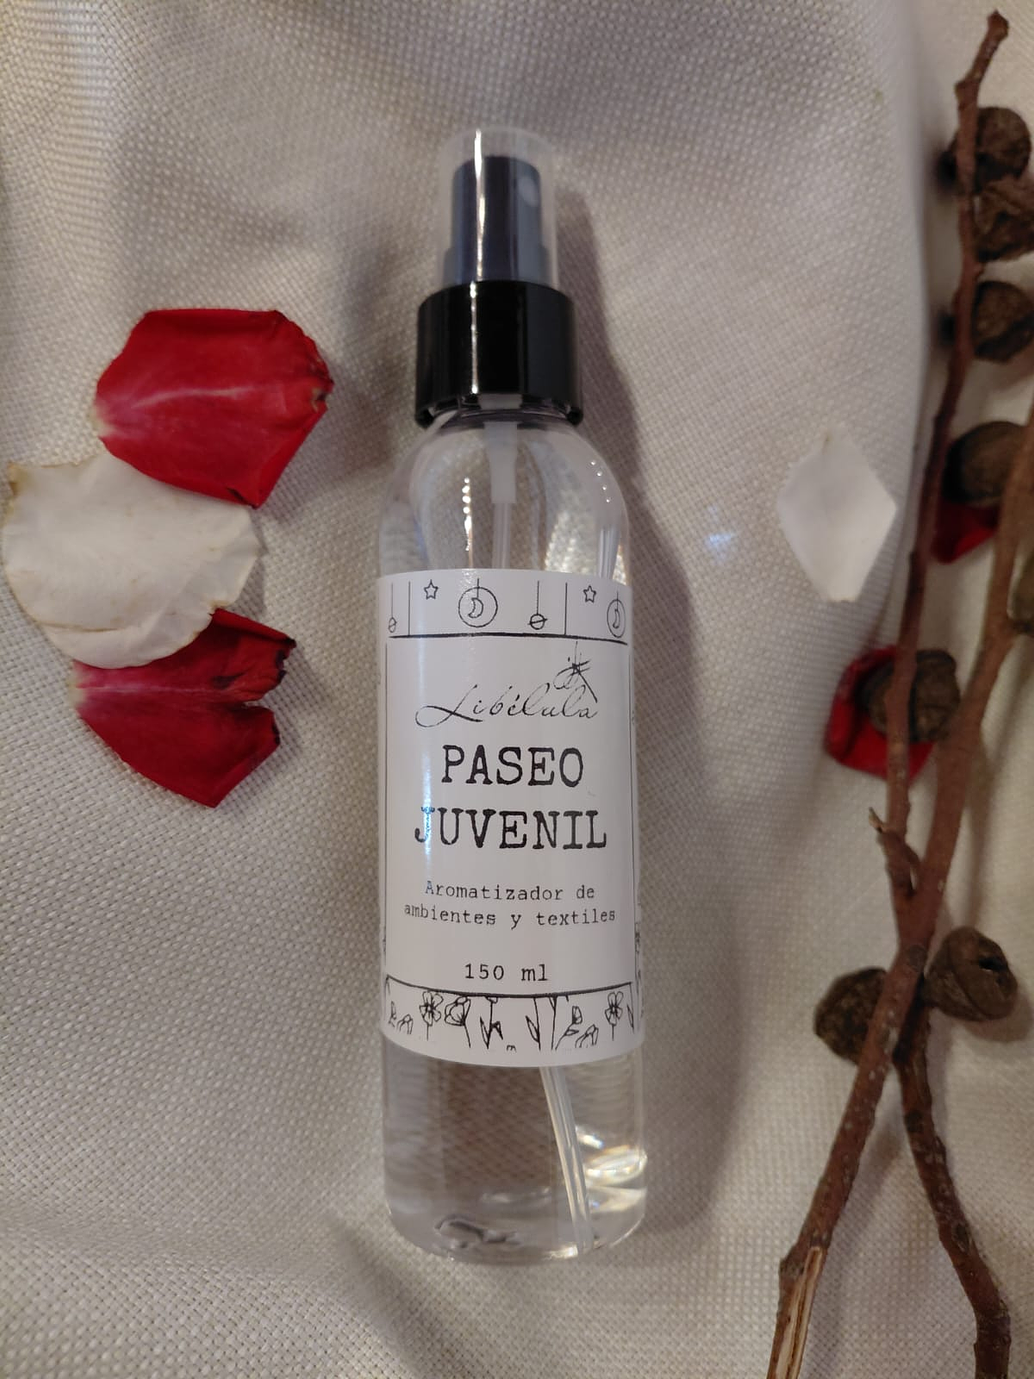 Libélula
PASEO
JUVENIL
Aromatizador de
ambientes y textiles
150 ml